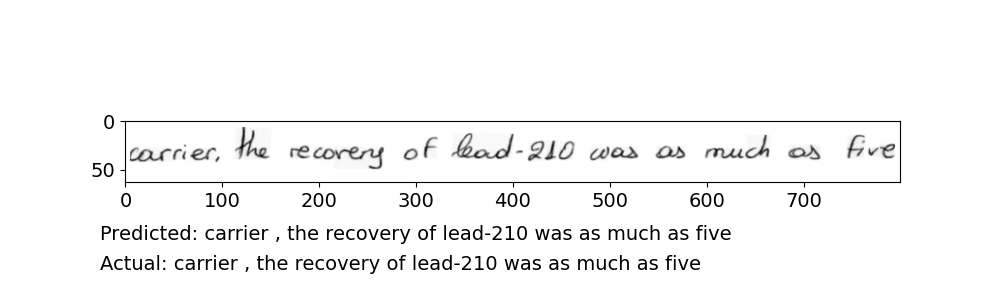 0
50
carrier, the recovery of lead-210 was as much as five
0 100 200 300 400 500 600 700
Predicted: carrier , the recovery of lead-210 was as much as five
Actual: carrier , the recovery of lead-210 was as much as five